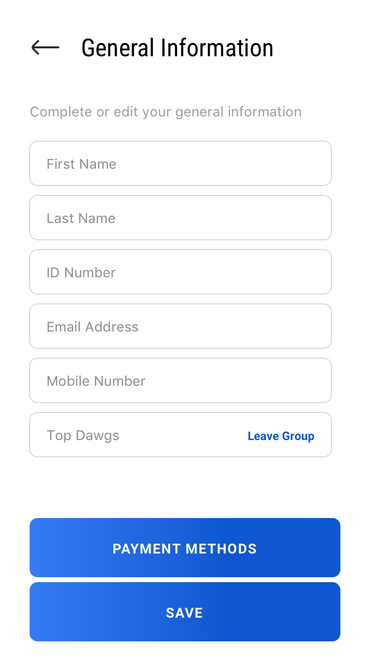 General Information
Complete or edit your general information
First Name
Last Name
ID Number
Email Address
Mobile Number
Top Dawgs Leave Group
PAYMENT METHODS
SAVE